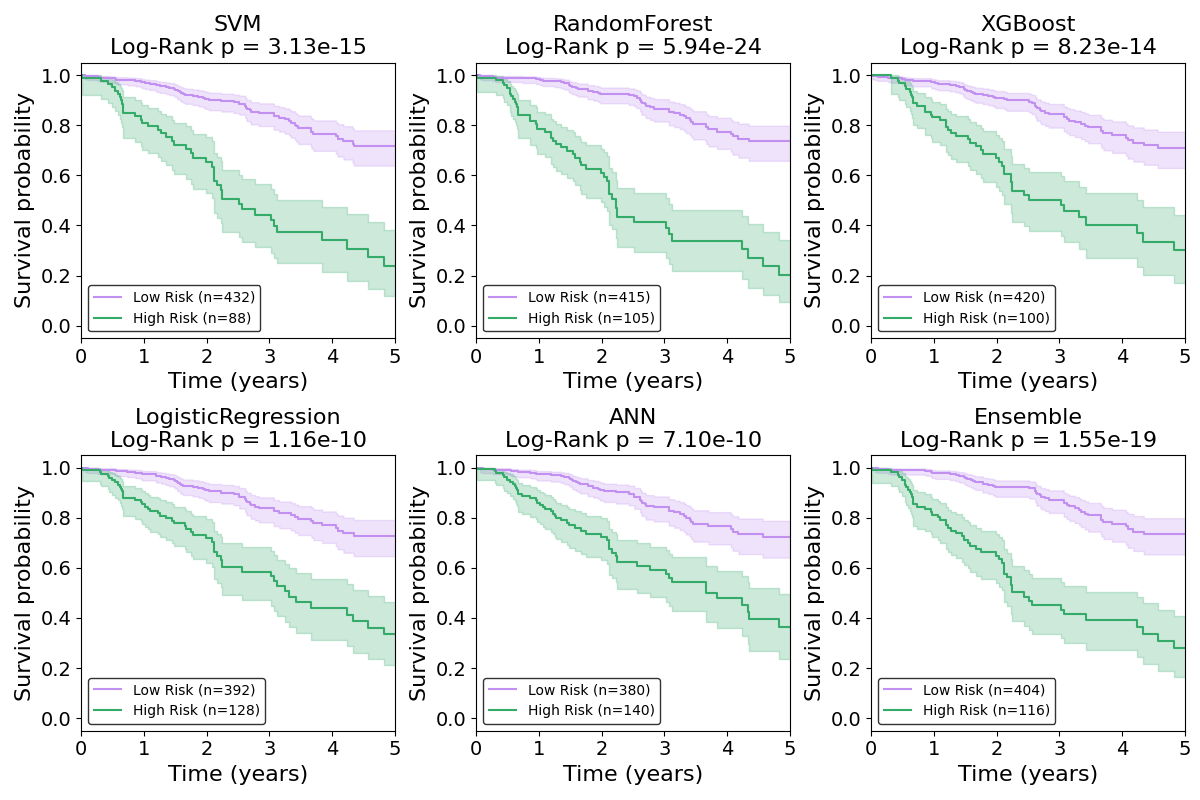 SVM
Log-Rank p = 3.13e-15
Survival probability
1.0
0.8
0.6
0.4
0.2
0.0
Low Risk (n=432)
High Risk (n=88)
0 1 2 3 4 5
Time (years)
RandomForest
Log-Rank p = 5.94e-24
Survival probability
1.0
0.8
0.6
0.4
0.2
0.0
Low Risk (n=415)
High Risk (n=105)
0 1 2 3 4 5
Time (years)
XGBoost
Log-Rank p = 8.23e-14
Survival probability
1.0
0.8
0.6
0.4
0.2
0.0
Low Risk (n=420)
High Risk (n=100)
0 1 2 3 4 5
Time (years)
LogisticRegression
Log-Rank p = 1.16e-10
Survival probability
1.0
0.8
0.6
0.4
0.2
0.0
Low Risk (n=392)
High Risk (n=128)
0 1 2 3 4 5
Time (years)
ANN
Log-Rank p = 7.10e-10
Survival probability
1.0
0.8
0.6
0.4
0.2
0.0
Low Risk (n=380)
High Risk (n=140)
0 1 2 3 4 5
Time (years)
Ensemble
Log-Rank p = 1.55e-19
Survival probability
1.0
0.8
0.6
0.4
0.2
0.0
Low Risk (n=404)
High Risk (n=116)
0 1 2 3 4 5
Time (years)